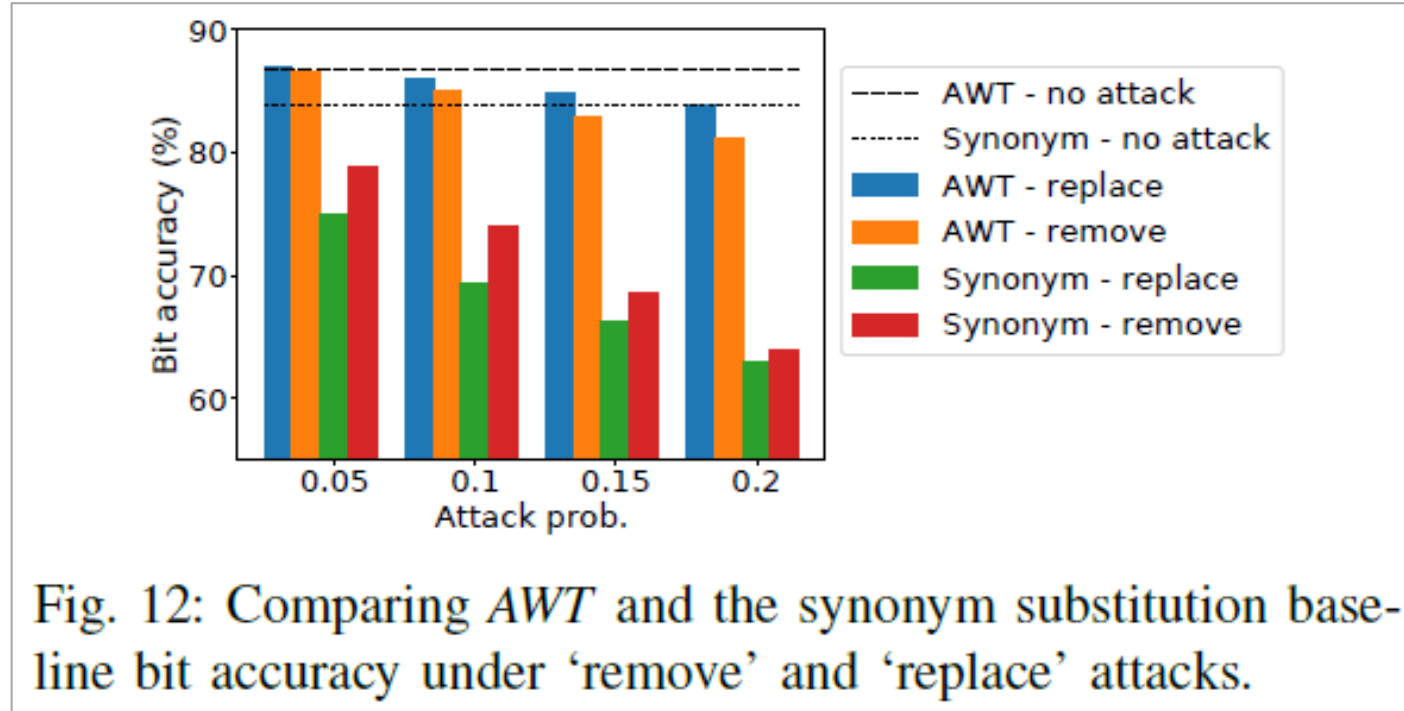 90
80
70
60
Bit accuracy (%)
0.05 0.1 0.15 0.2
Attack prob.
AWT - no attack
Synonym - no attack
AWT - replace
AWT - remove
Synonym - replace
Synonym - remove
Fig. 12: Comparing AWT and the synonym substitution base-
line bit accuracy under ‘remove’ and ‘replace’ attacks.